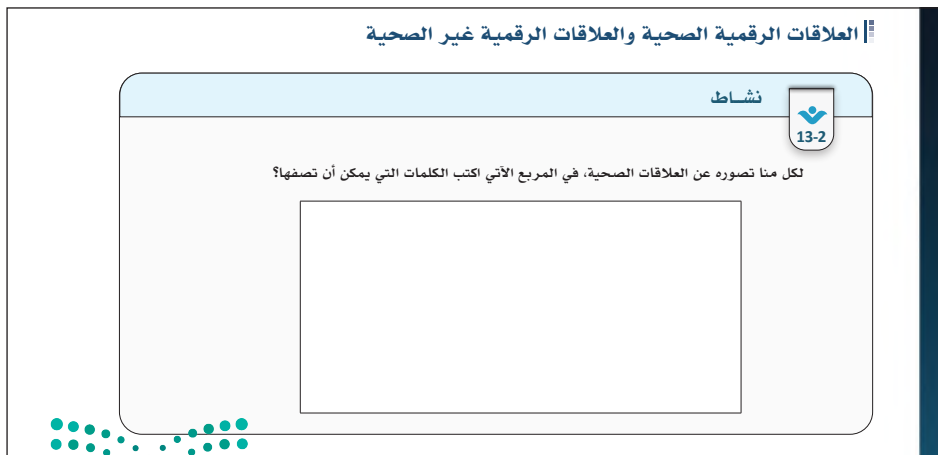 العلاقات الرقمية الصحية والعلاقات الرقمية غير الصحية
نشــاط
13-2
لكل منا تصوره عن العلاقات الصحية، في المربع الآتي اكتب الكلمات التي يمكن أن تصفها؟